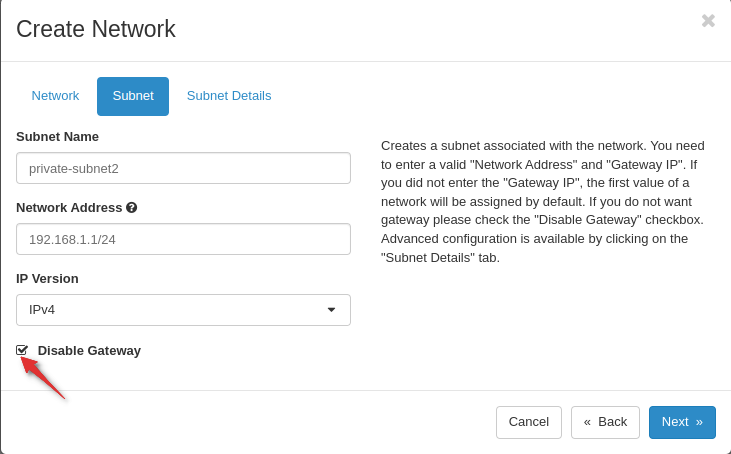 Create Network
Network
Subnet
Subnet Details
Subnet Name
private-subnet2
Network Address
192.168.1.1/24
IP Version
IPv4
Disable Gateway
Creates a subnet associated with the network. You need
to enter a valid "Network Address" and "Gateway IP". If
you did not enter the "Gateway IP", the first value of a
network will be assigned by default. If you do not want
gateway please check the "Disable Gateway" checkbox.
Advanced configuration is available by clicking on the
"Subnet Details" tab.
Cancel
« Back
Next »